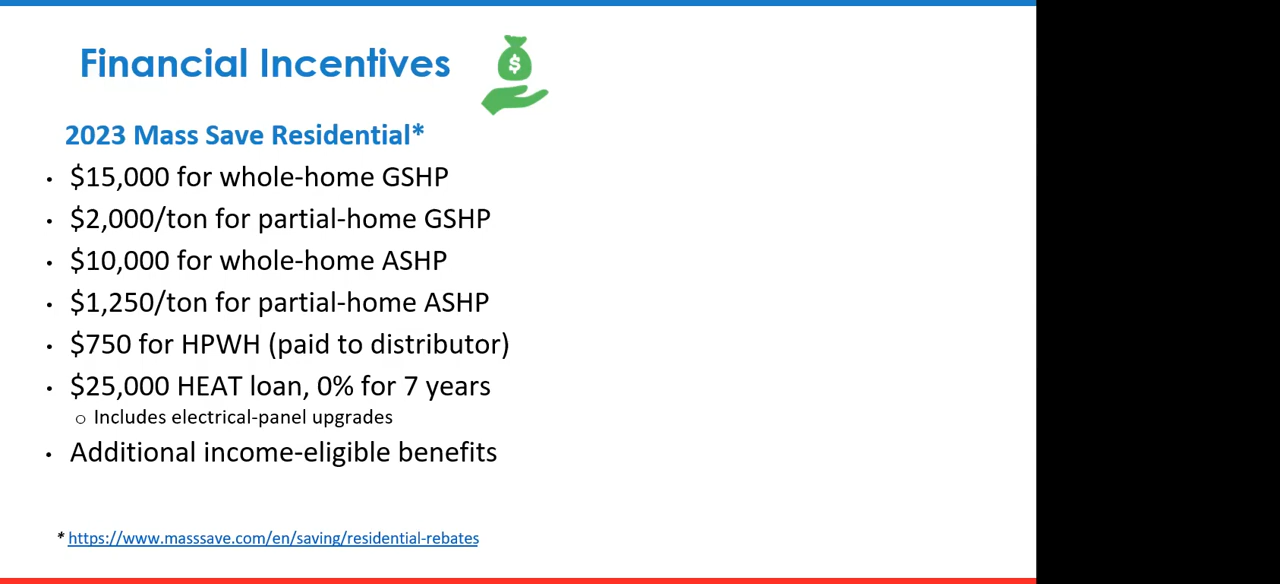 Financial Incentives
$
2023 Mass Save Residential*
• $15,000 for whole-home GSHP
• $2,000/ton for partial-home GSHP
• $10,000 for whole-home ASHP
• $1,250/ton for partial-home ASHP
• $750 for HPWH (paid to distributor)
• $25,000 HEAT loan, 0% for 7 years
○ Includes electrical-panel upgrades
• Additional income-eligible benefits
* https://www.masssave.com/en/saving/residential-rebates